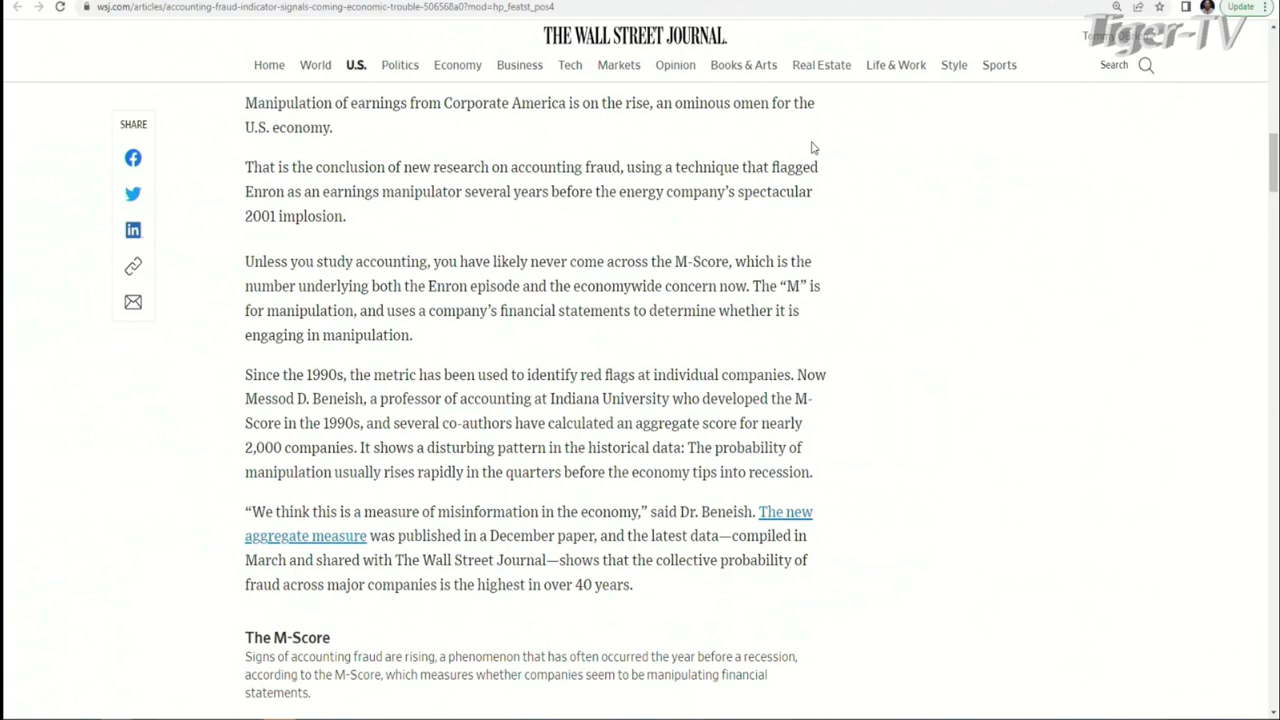 wsj.com/articles/accounting-fraud-indicator-signals-coming-economic-trouble-506568a0?mod=hp_featst_pos4
Update
Tiger-TV
THE WALL STREET JOURNAL.
Home World U.S. Politics Economy Business Tech Markets Opinion Books & Arts Real Estate Life & Work Style Sports
Search
SHARE
Manipulation of earnings from Corporate America is on the rise, an ominous omen for the
U.S. economy.
That is the conclusion of new research on accounting fraud, using a technique that flagged
Enron as an earnings manipulator several years before the energy company’s spectacular
2001 implosion.
Unless you study accounting, you have likely never come across the M-Score, which is the
number underlying both the Enron episode and the economywide concern now. The “M” is
for manipulation, and uses a company’s financial statements to determine whether it is
engaging in manipulation.
Since the 1990s, the metric has been used to identify red flags at individual companies. Now
Messod D. Beneish, a professor of accounting at Indiana University who developed the M-
Score in the 1990s, and several co-authors have calculated an aggregate score for nearly
2,000 companies. It shows a disturbing pattern in the historical data: The probability of
manipulation usually rises rapidly in the quarters before the economy tips into recession.
“We think this is a measure of misinformation in the economy,” said Dr. Beneish. The new
aggregate measure was published in a December paper, and the latest data—compiled in
March and shared with The Wall Street Journal—shows that the collective probability of
fraud across major companies is the highest in over 40 years.
The M-Score
Signs of accounting fraud are rising, a phenomenon that has often occurred the year before a recession,
according to the M-Score, which measures whether companies seem to be manipulating financial
statements.